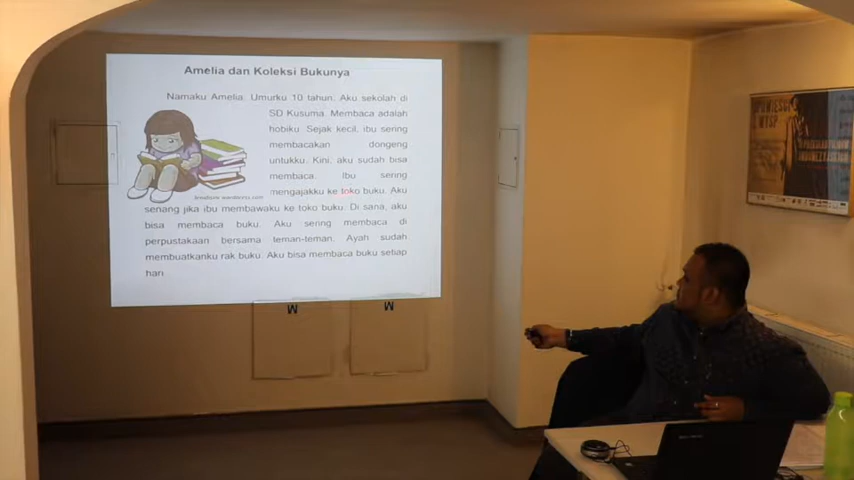 Amelia dan Koleksi Bukunya
Namaku Amelia. Umurku 10 tahun. Aku sekolah di
SD Kusuma. Membaca adalah
hobiku. Sejak kecil, ibu sering
membacakan dongeng
untukku. Kini, aku sudah bisa
membaca. Ibu sering
mengajakku ke toko buku. Aku
senang jika ibu membawaku ke toko buku. Di sana, aku
bisa membaca buku. Aku sering membaca di
perpustakaan bersama teman-teman. Ayah sudah
membuatkanku rak buku. Aku bisa membaca buku setiap
hari
M
M